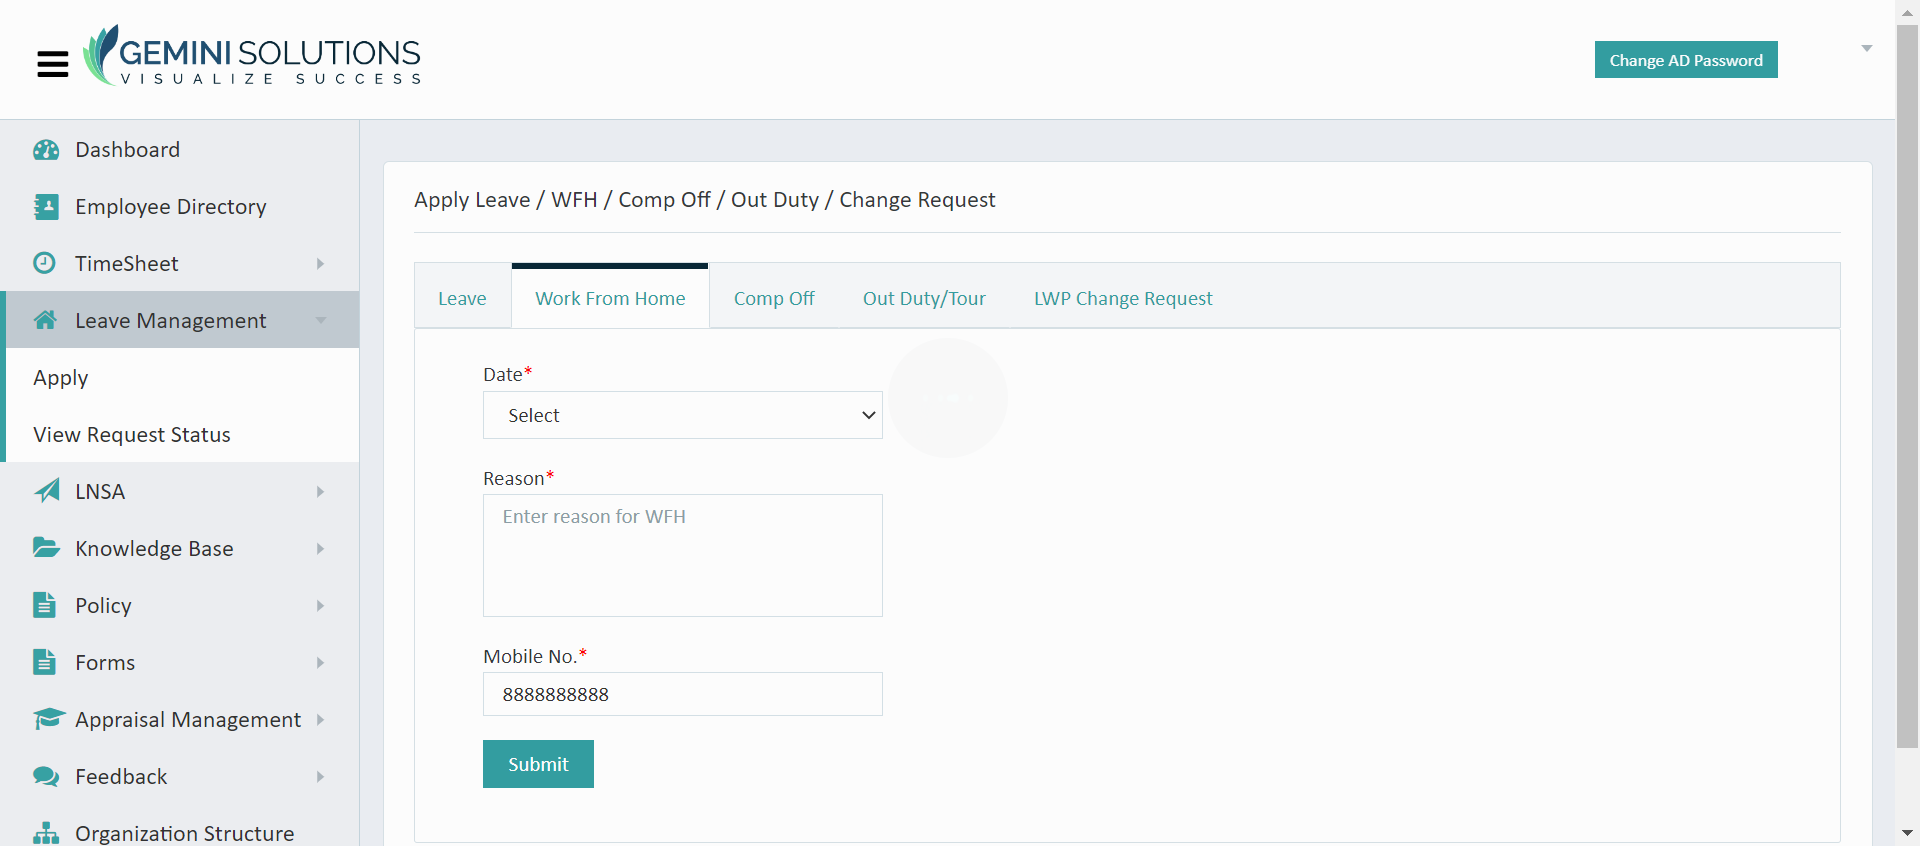 GEMINI SOLUTIONS
VISUALIZE SUCCESS
Change AD Password
Dashboard
Employee Directory
TimeSheet
Leave Management
Apply
View Request Status
LNSA
Knowledge Base
Policy
Forms
Appraisal Management
Feedback
Organization Structure
Apply Leave / WFH / Comp Off / Out Duty / Change Request
Leave Work From Home Comp Off Out Duty/Tour LWP Change Request
Date*
Select
Reason*
Enter reason for WFH
Mobile No.*
8888888888
Submit